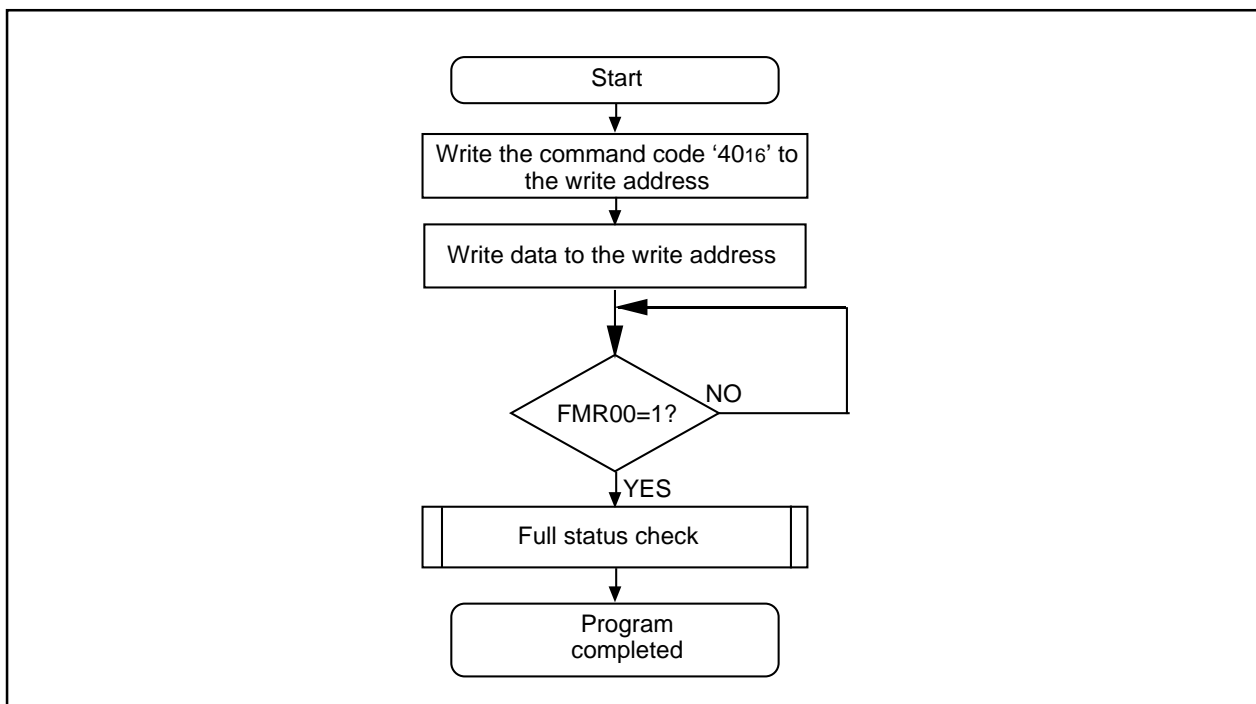 Start
Write the command code ‘4016’ to
the write address
Write data to the write address
NO
FMR00=1?
YES
Full status check
Program
completed